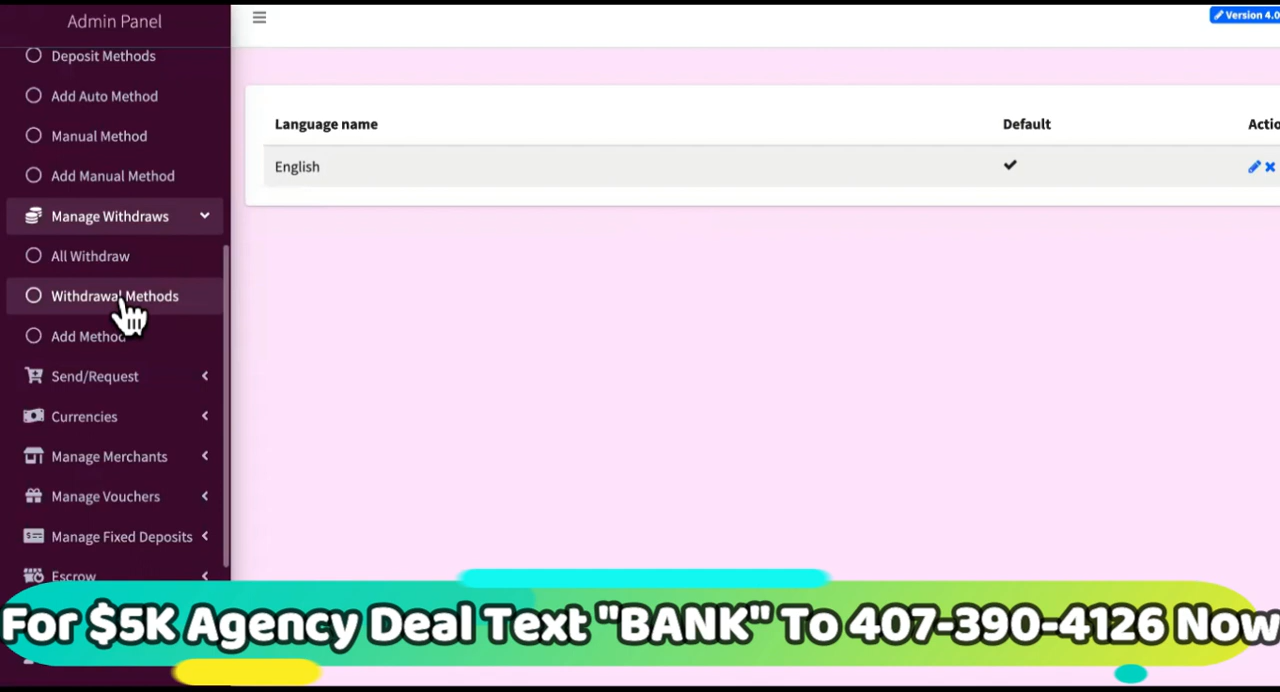 Admin Panel
Version 4.0
Deposit Methods
Add Auto Method
Manual Method
Add Manual Method
Manage Withdraws
All Withdraw
Withdrawal Methods
Add Method
Send/Request
Currencies
Manage Merchants
Manage Vouchers
Manage Fixed Deposits
Escrow
Language name Default Actio
English
For $5K Agency Deal Text "BANK" To 407-390-4126 Now